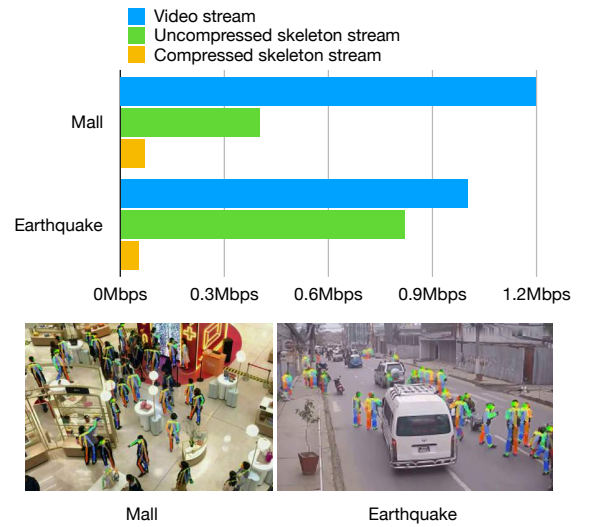 Video stream
Uncompressed skeleton stream
Compressed skeleton stream
Mall
Earthquake
0Mbps 0.3Mbps 0.6Mbps 0.9Mbps 1.2Mbps
Mall Earthquake